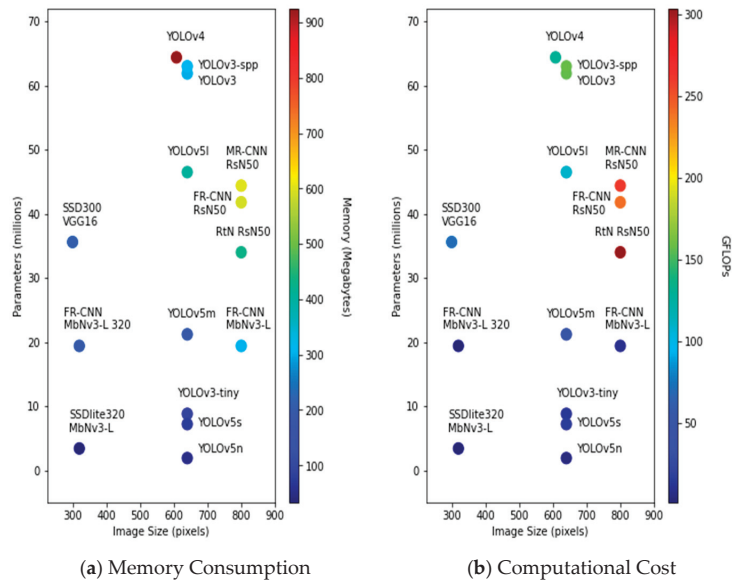 70
60
50
40
30
20
10
0
Parameters (millions)
300 400 500 600 700 800 900
Image Size (pixels)
YOLOv4
YOLOv3-spp
YOLOv3
YOLOv5l
MR-CNN
RsN50
FR-CNN
RsN50
SSD300
VGG16
RtN RsN50
FR-CNN
MbNv3-L 320
YOLOv5m
FR-CNN
MbNv3-L
YOLOv3-tiny
SSDlite320
MbNv3-L
YOLOv5s
YOLOv5n
900
800
700
600
500
400
300
200
100
Memory (Megabytes)
(a) Memory Consumption
70
60
50
40
30
20
10
0
Parameters (millions)
300 400 500 600 700 800 900
Image Size (pixels)
YOLOv4
YOLOv3-spp
YOLOv3
YOLOv5l
MR-CNN
RsN50
FR-CNN
RsN50
SSD300
VGG16
RtN RsN50
FR-CNN
MbNv3-L 320
YOLOv5m
FR-CNN
MbNv3-L
YOLOv3-tiny
SSDlite320
MbNv3-L
YOLOv5s
YOLOv5n
300
250
200
150
100
50
GFLOPs
(b) Computational Cost